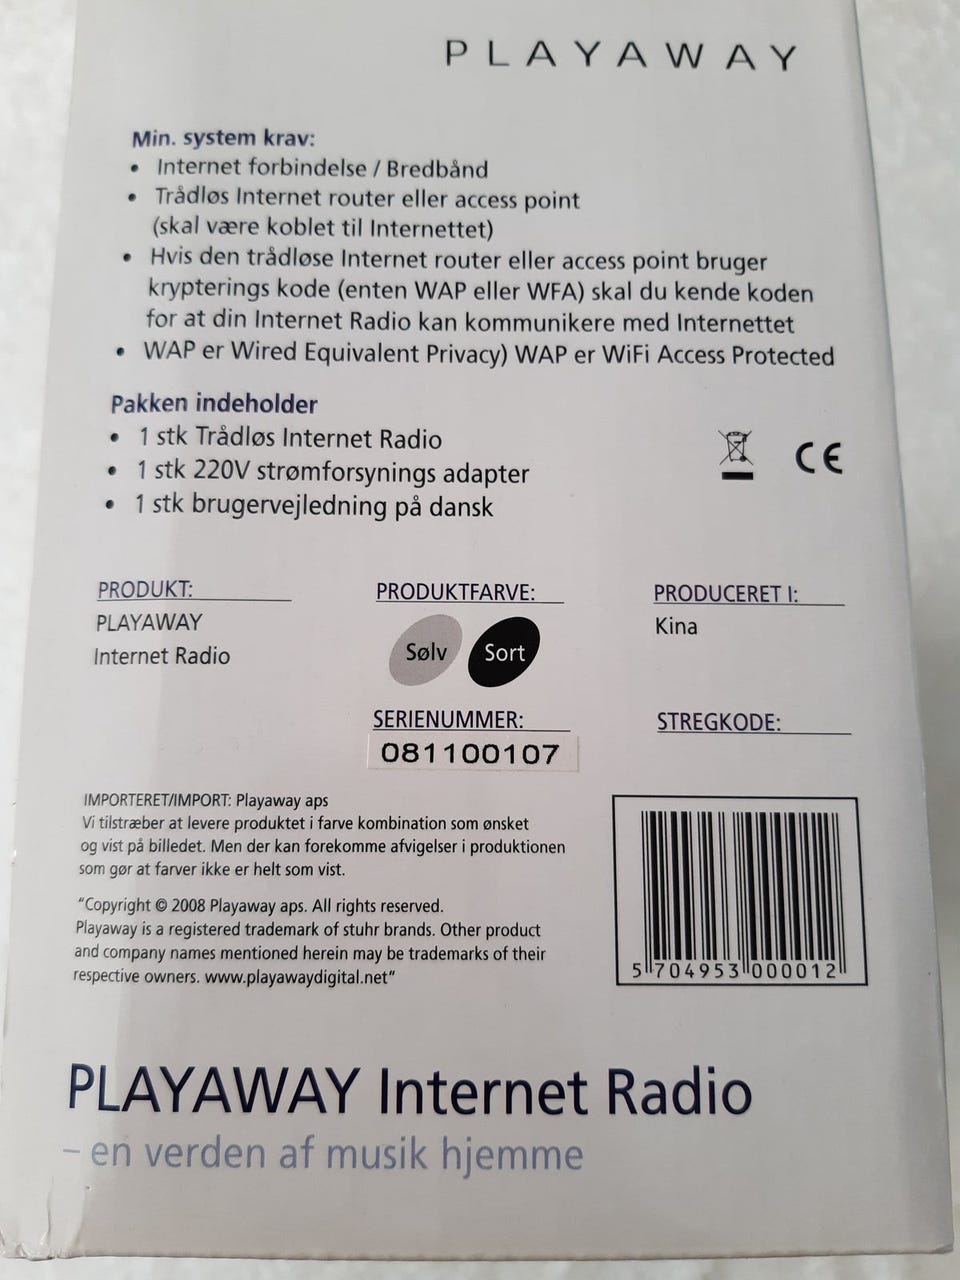 PLAYAWAY
Min. system krav:
• Internet forbindelse / Bredbånd
• Trådløs Internet router eller access point
(skal være koblet til Internettet)
• Hvis den trådløse Internet router eller access point bruger
krypterings kode (enten WAP eller WFA) skal du kende koden
for at din Internet Radio kan kommunikere med Internettet
• WAP er Wired Equivalent Privacy) WAP er WiFi Access Protected
Pakken indeholder
• 1 stk Trådløs Internet Radio
• 1 stk 220V strømforsynings adapter
• 1 stk brugervejledning på dansk
CE
PRODUKT:
PLAYAWAY
Internet Radio
PRODUKTFARVE:
Sølv Sort
PRODUCERET I:
Kina
SERIENUMMER:
081100107
STREGKODE:
5 704953 000012
IMPORTERET/IMPORT: Playaway aps
Vi tilstræber at levere produktet i farve kombination som ønsket
og vist på billedet. Men der kan forekomme afvigelser i produktionen
som gør at farver ikke er helt som vist.
“Copyright © 2008 Playaway aps. All rights reserved.
Playaway is a registered trademark of stuhr brands. Other product
and company names mentioned herein may be trademarks of their
respective owners. www.playawaydigital.net”
PLAYAWAY Internet Radio
– en verden af musik hjemme